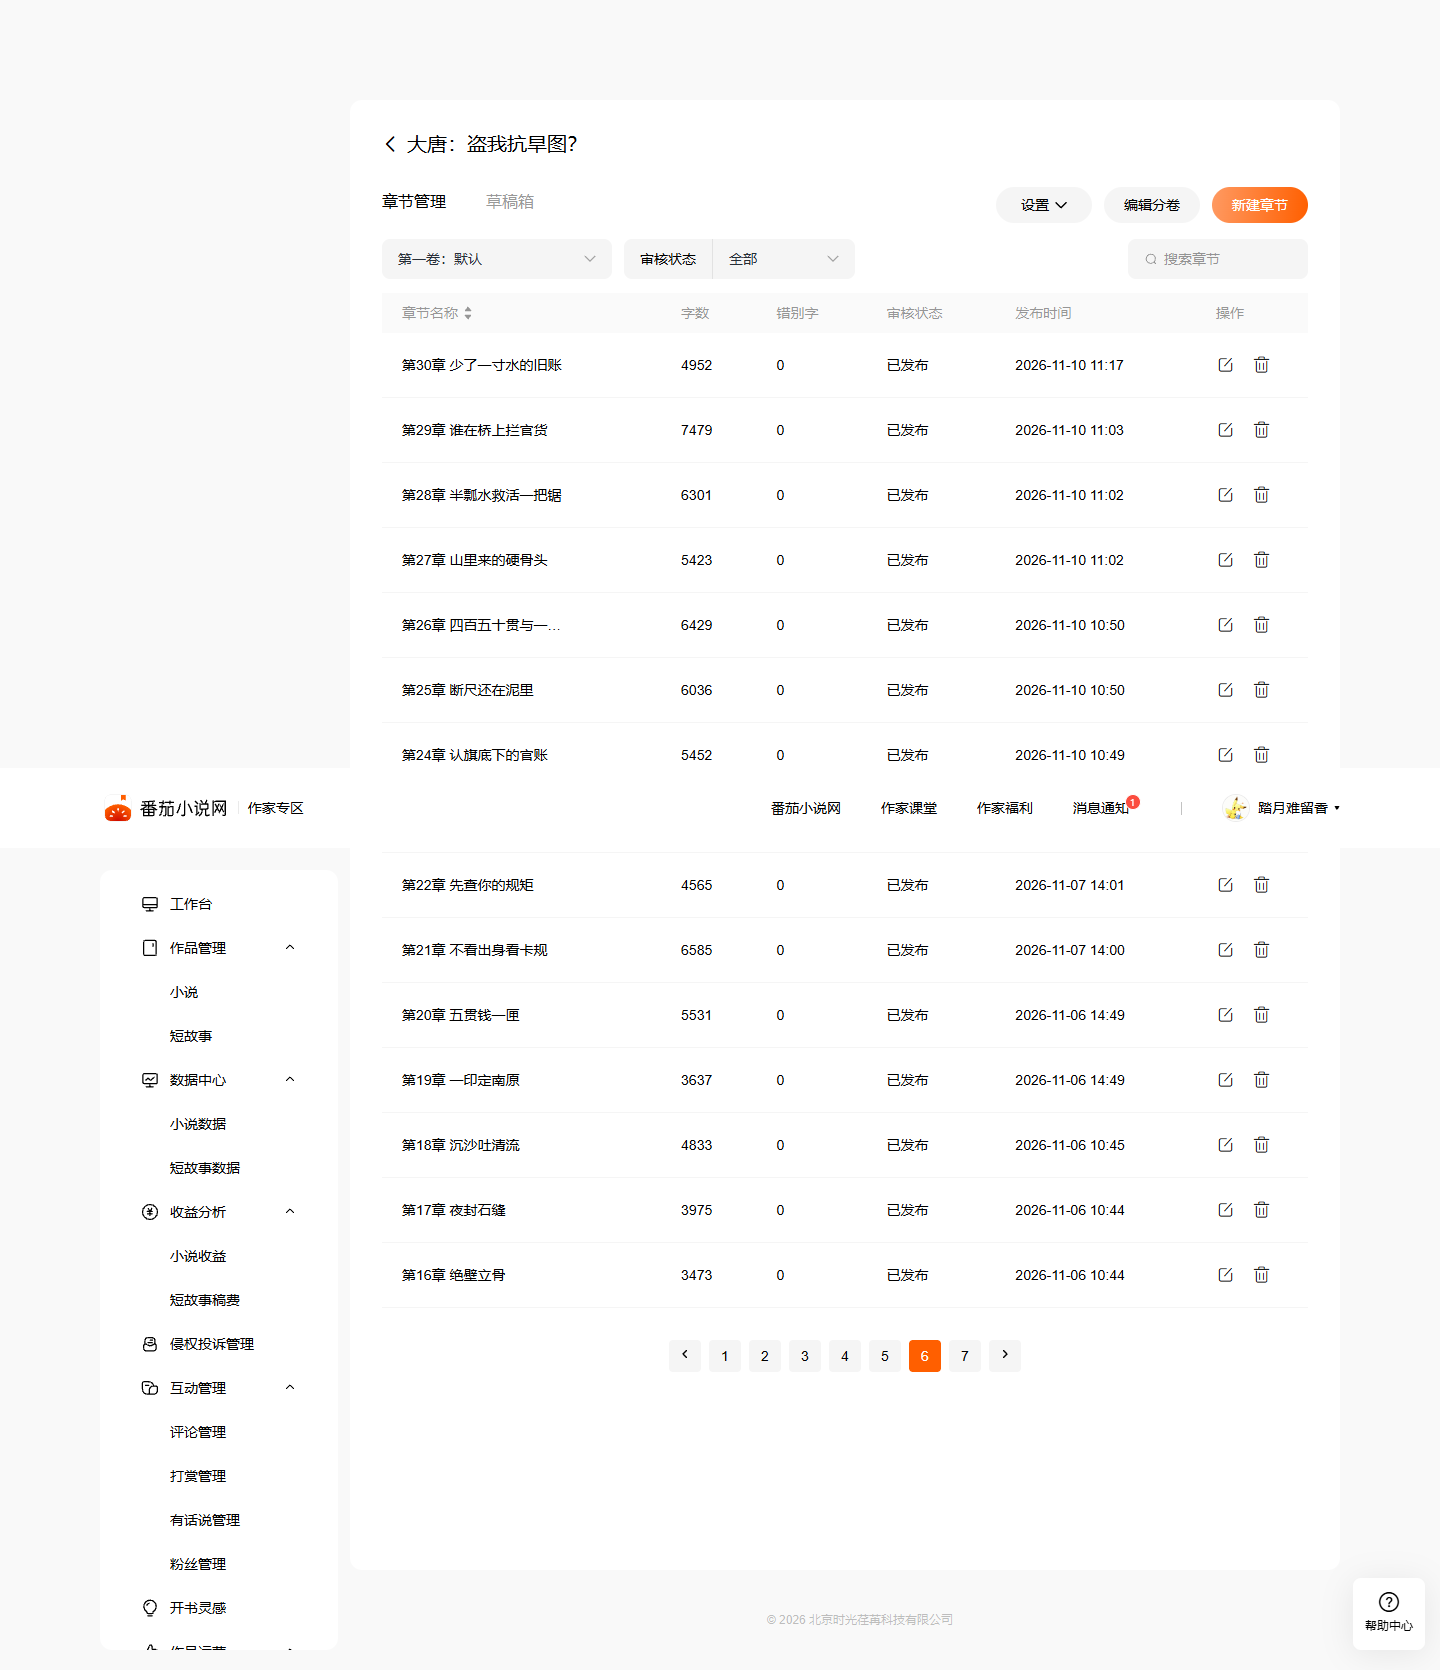 大唐：盗我抗旱图？
章节管理
草稿箱
设置
编辑分卷
新建章节
第一卷：默认
审核状态
全部
搜索章节
章节名称 字数 错别字 审核状态 发布时间 操作
第30章 少了一寸水的旧账 4952 0 已发布 2026-11-10 11:17
第29章 谁在桥上拦官货 7479 0 已发布 2026-11-10 11:03
第28章 半瓢水救活一把锯 6301 0 已发布 2026-11-10 11:02
第27章 山里来的硬骨头 5423 0 已发布 2026-11-10 11:02
第26章 四百五十贯与一… 6429 0 已发布 2026-11-10 10:50
第25章 断尺还在泥里 6036 0 已发布 2026-11-10 10:50
第24章 认旗底下的官账 5452 0 已发布 2026-11-10 10:49
番茄小说网
作家专区
番茄小说网
作家课堂
作家福利
消息通知
1
踏月难留香
第22章 先查你的规矩 4565 0 已发布 2026-11-07 14:01
第21章 不看出身看卡规 6585 0 已发布 2026-11-07 14:00
第20章 五贯钱一匣 5531 0 已发布 2026-11-06 14:49
第19章 一印定南原 3637 0 已发布 2026-11-06 14:49
第18章 沉沙吐清流 4833 0 已发布 2026-11-06 10:45
第17章 夜封石缝 3975 0 已发布 2026-11-06 10:44
第16章 绝壁立骨 3473 0 已发布 2026-11-06 10:44
1 2 3 4 5 6 7
工作台
作品管理
小说
短故事
数据中心
小说数据
短故事数据
收益分析
小说收益
短故事稿费
侵权投诉管理
互动管理
评论管理
打赏管理
有话说管理
粉丝管理
开书灵感
© 2026 北京时光荏苒科技有限公司
帮助中心